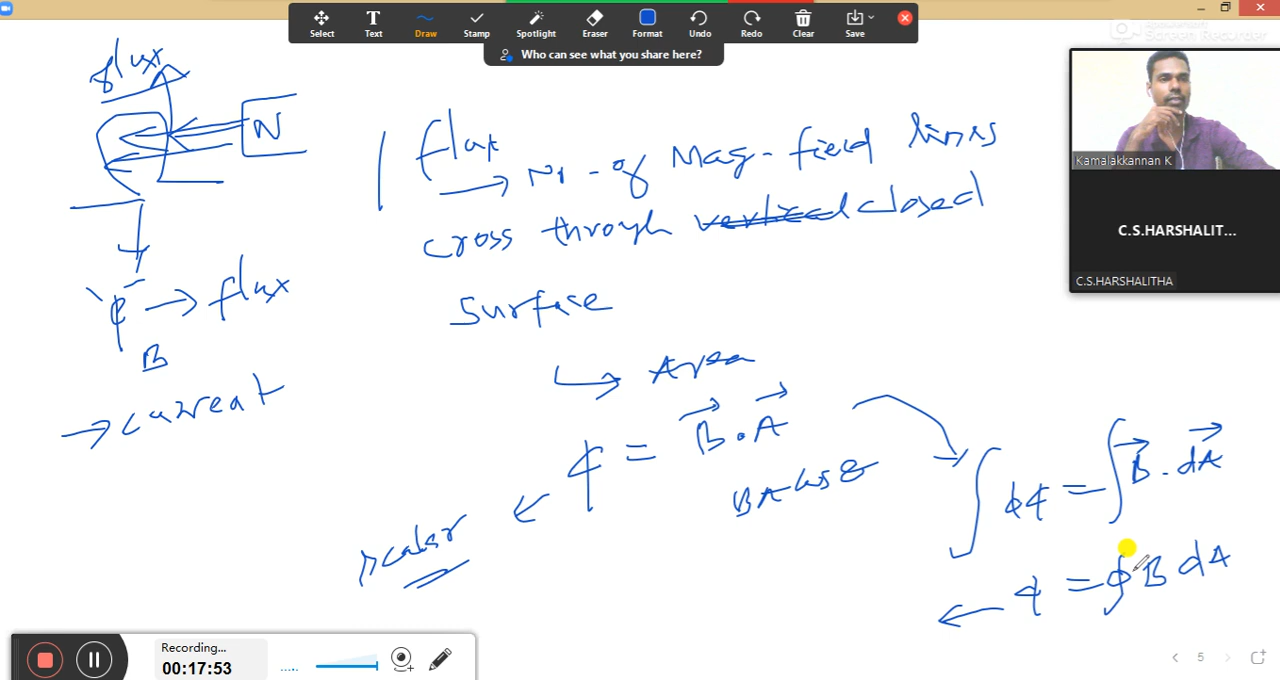 Select Text Draw Stamp Spotlight Eraser Format Undo Redo Clear Save
Who can see what you share here?
Screen Recorder
flux
N
flux
→ No - of Mag - field lines
cross through closed
surface
↳ Area
φ → flux
B
→ current
φ = B⃗ . A⃗
BA cos θ
scalar
∫ dφ = ∫ B⃗ . dA⃗
← φ = ∮ B dA
Kamalakkannan K
C.S.HARSHALIT...
C.S.HARSHALITHA
Recording...
00:17:53
5